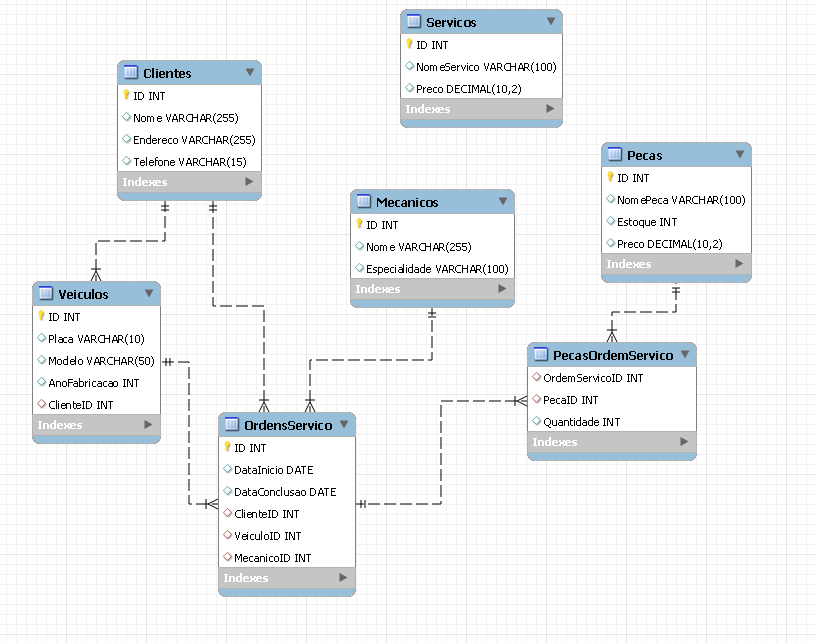 Servicos
ID INT
NomeServico VARCHAR(100)
Preco DECIMAL(10,2)
Indexes
Clientes
ID INT
Nome VARCHAR(255)
Endereco VARCHAR(255)
Telefone VARCHAR(15)
Indexes
Pecas
ID INT
NomePeca VARCHAR(100)
Estoque INT
Preco DECIMAL(10,2)
Indexes
Mecanicos
ID INT
Nome VARCHAR(255)
Especialidade VARCHAR(100)
Indexes
Veiculos
ID INT
Placa VARCHAR(10)
Modelo VARCHAR(50)
AnoFabricacao INT
ClienteID INT
Indexes
PecasOrdemServico
OrdemServicoID INT
PecaID INT
Quantidade INT
Indexes
OrdensServico
ID INT
DataInicio DATE
DataConclusao DATE
ClienteID INT
VeiculoID INT
MecanicoID INT
Indexes